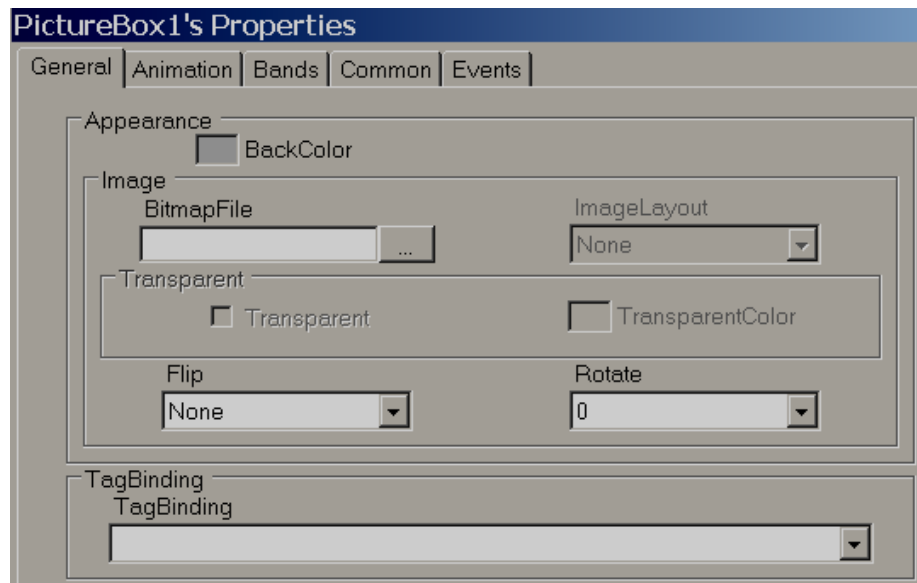 PictureBox1's Properties
General Animation Bands Common Events
Appearance
BackColor
Image
BitmapFile ImageLayout
... None
Transparent
Transparent TransparentColor
Flip Rotate
None 0
TagBinding
TagBinding